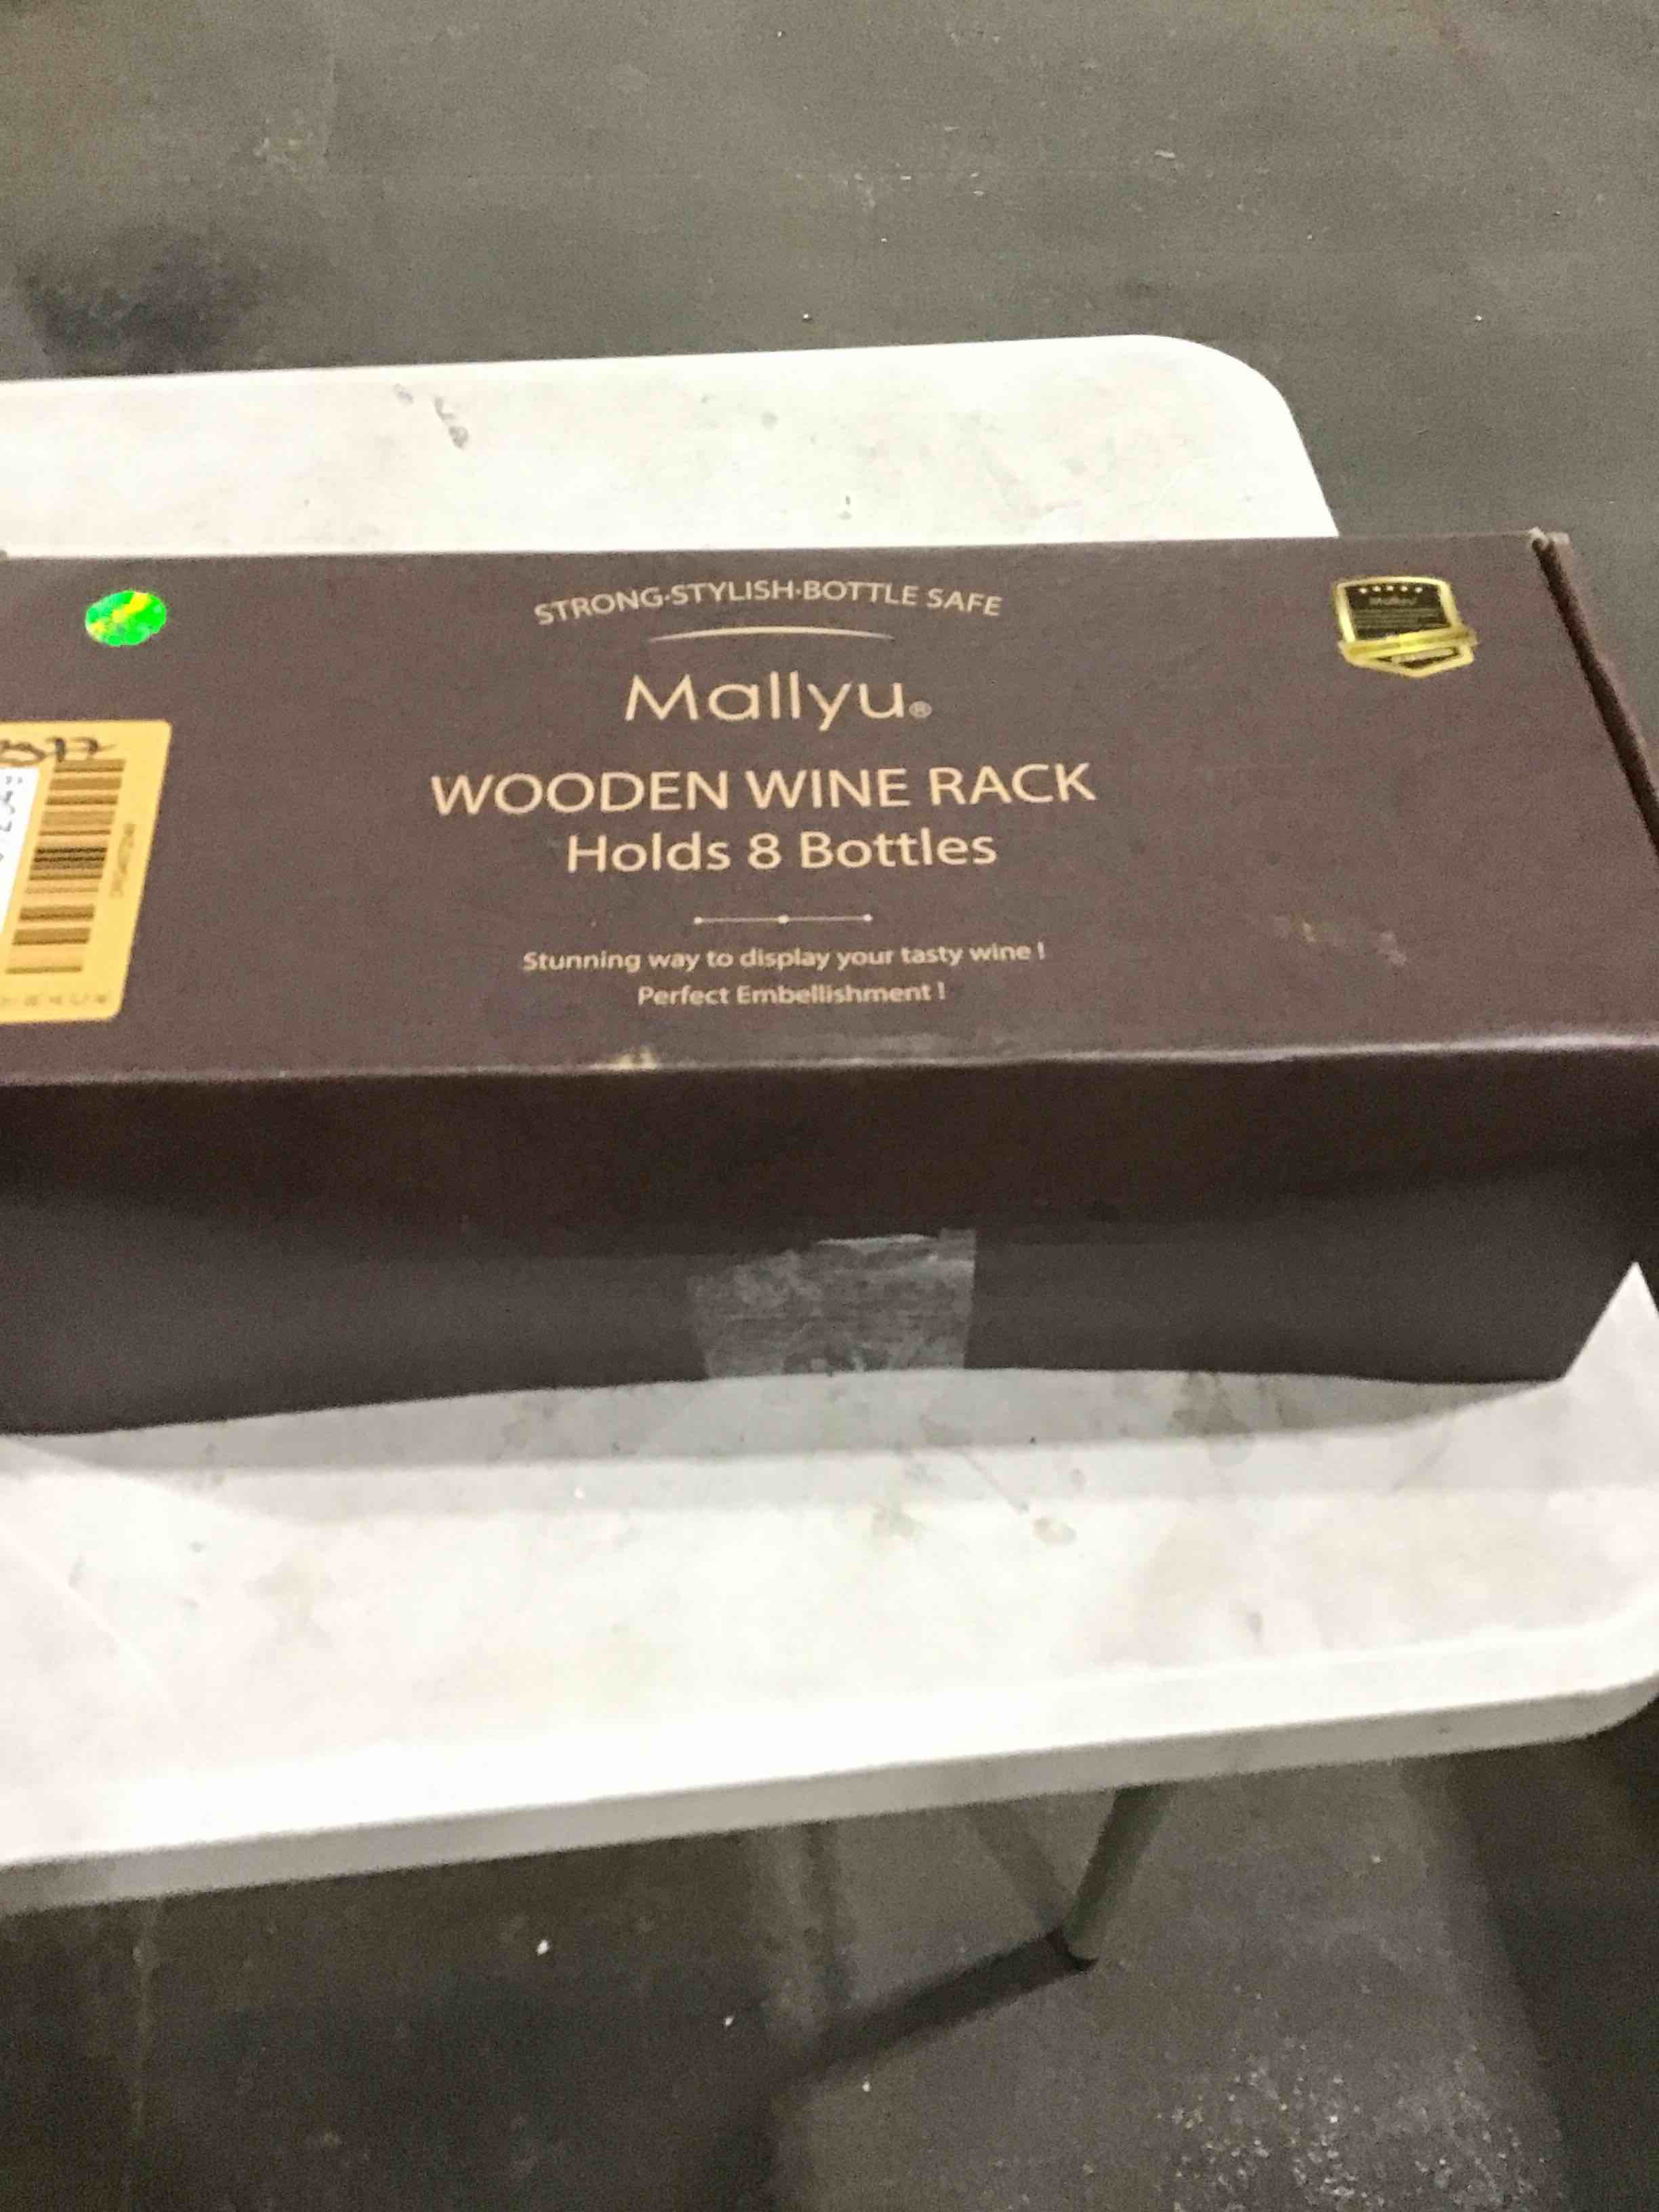 STRONG·STYLISH·BOTTLE SAFE
Mallyu®
WOODEN WINE RACK
Holds 8 Bottles
Stunning way to display your tasty wine !
Perfect Embellishment !
Mallyu